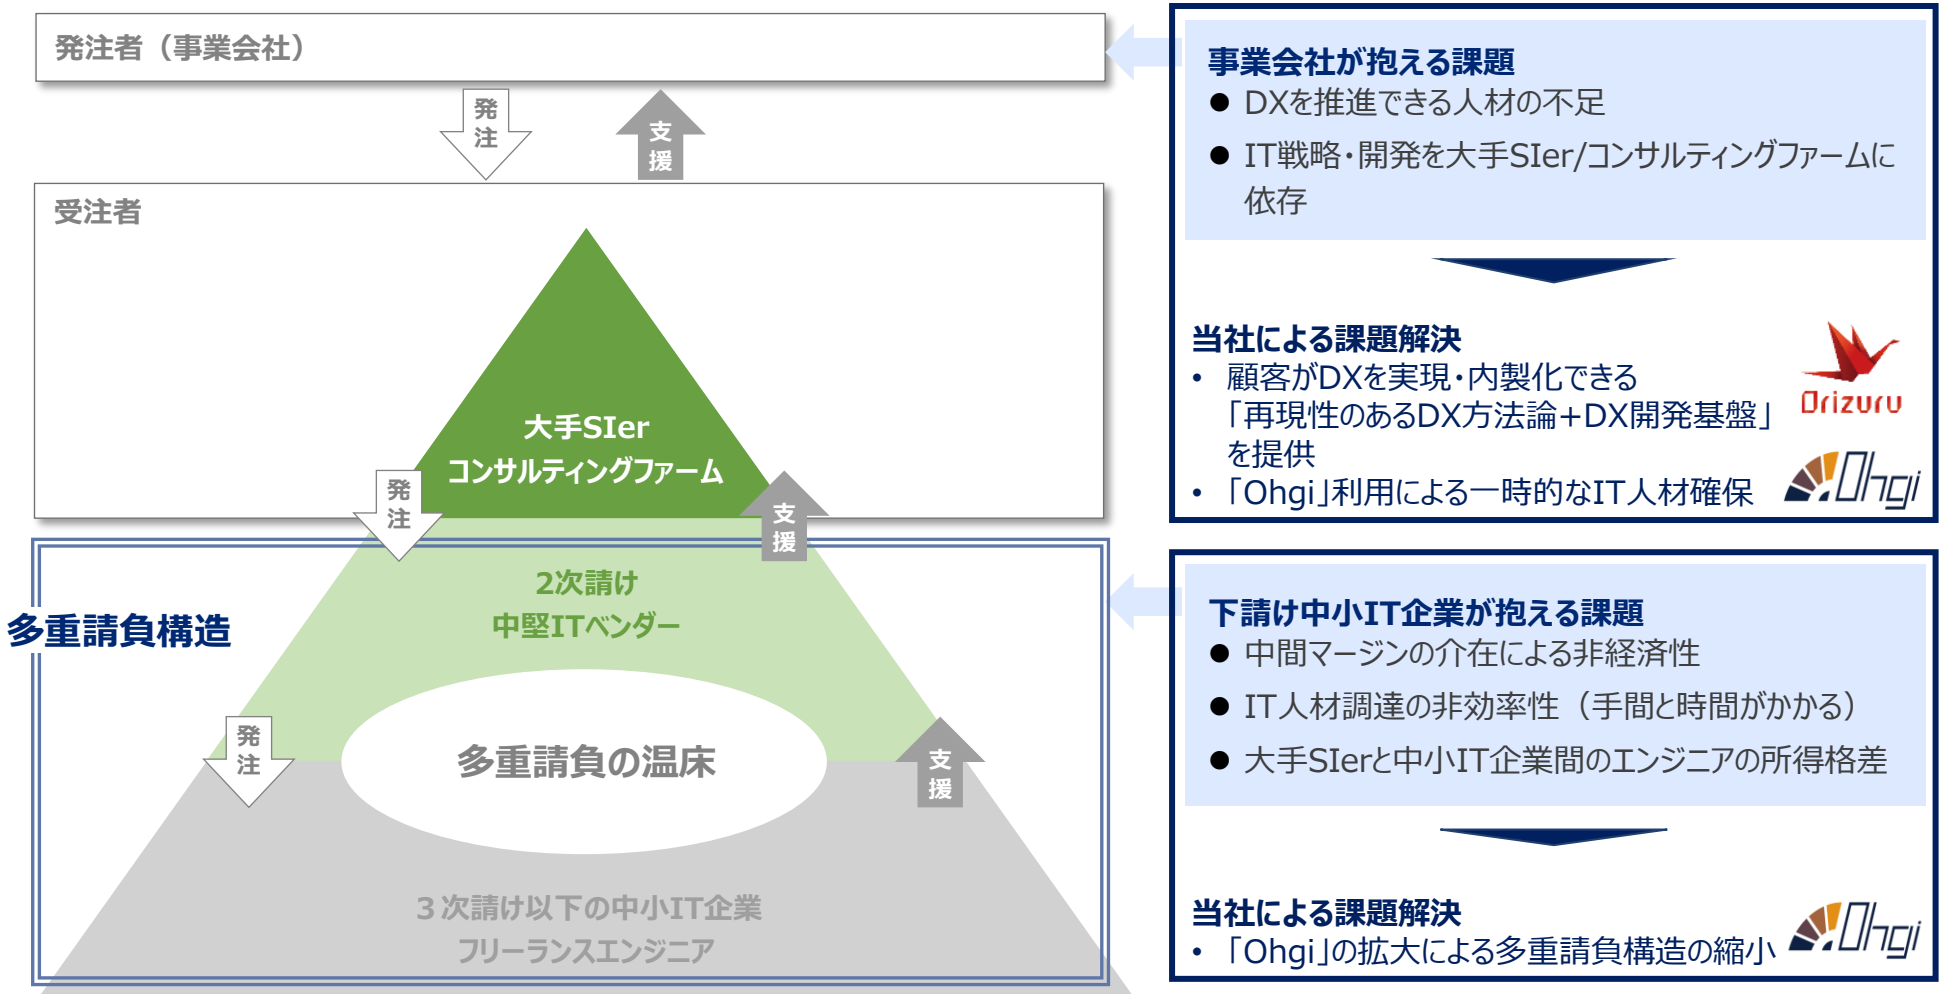 発注者（事業会社）
発注
支援
受注者
大手SIer
コンサルティングファーム
発注
支援
2次請け
中堅ITベンダー
多重請負構造
多重請負の温床
発注
支援
３次請け以下の中小IT企業
フリーランスエンジニア
事業会社が抱える課題
● DXを推進できる人材の不足
● IT戦略・開発を大手SIer/コンサルティングファームに
依存
当社による課題解決
• 顧客がDXを実現・内製化できる
「再現性のあるDX方法論+DX開発基盤」
を提供
• 「Ohgi」利用による一時的なIT人材確保
Orizuru
Ohgi
下請け中小IT企業が抱える課題
● 中間マージンの介在による非経済性
● IT人材調達の非効率性（手間と時間がかかる）
● 大手SIerと中小IT企業間のエンジニアの所得格差
当社による課題解決
• 「Ohgi」の拡大による多重請負構造の縮小
Ohgi